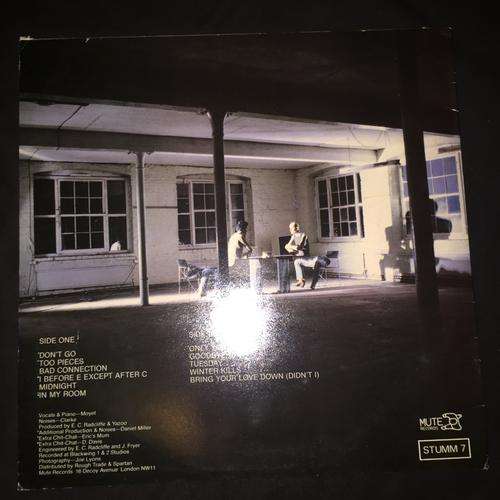 SIDE ONE
'DON'T GO
*TOO PIECES
BAD CONNECTION
*I BEFORE E EXCEPT AFTER C
MIDNIGHT
*IN MY ROOM
ONLY
TUESDAY
WINTER KILLS
BRING YOUR LOVE DOWN (DIDN'T I)
Vocals & Piano—Moyet
Noises—Clarke
Produced by E. C. Radcliffe & Yazoo
*Additional Production & Noises—Daniel Miller
*Extra Chit-Chat—Eric's Mum
*Extra Chit-Chat—D. Davis
Engineered by E. C. Radcliffe and J. Fryer
Recorded at Blackwing 1 & 2 Studios
Photography—Joe Lyons
Distributed by Rough Trade & Spartan
Mute Records 16 Decoy Avenue London NW11
MUTE
RECORDS
STUMM 7